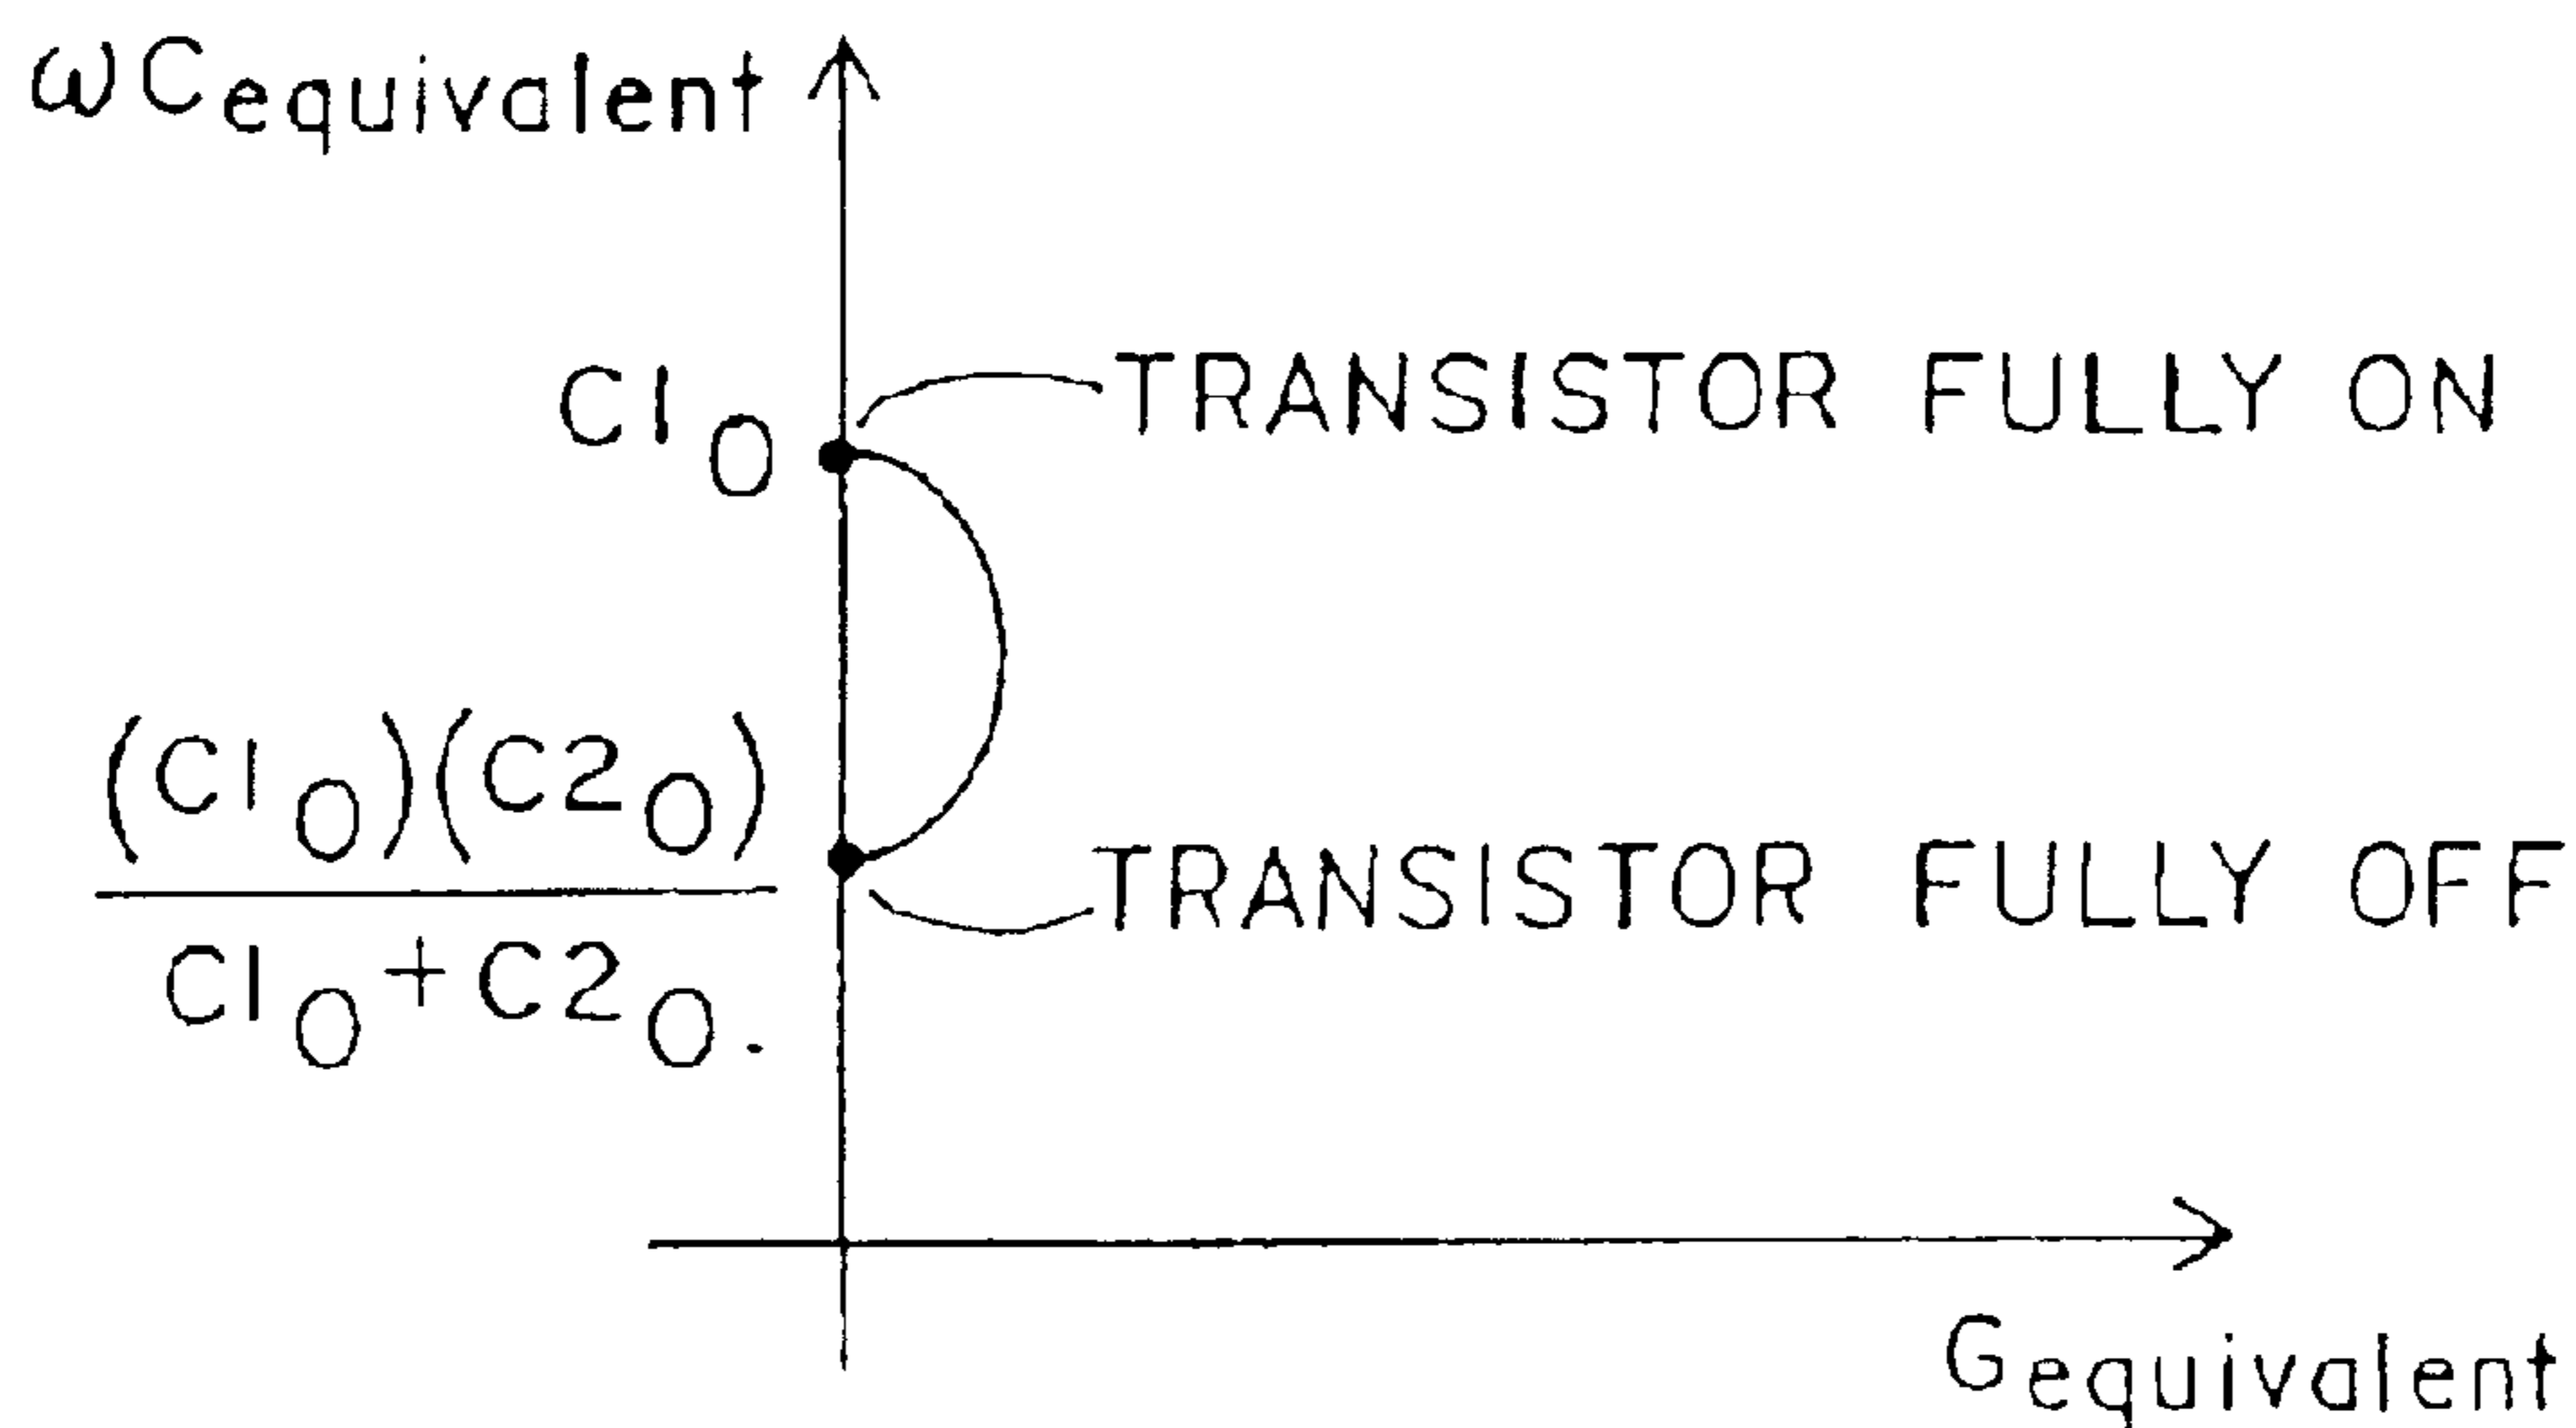 ωCequivalent
C1O
TRANSISTOR FULLY ON
(C1O)(C2O)
C1O+C2O.
TRANSISTOR FULLY OFF
Gequivalent